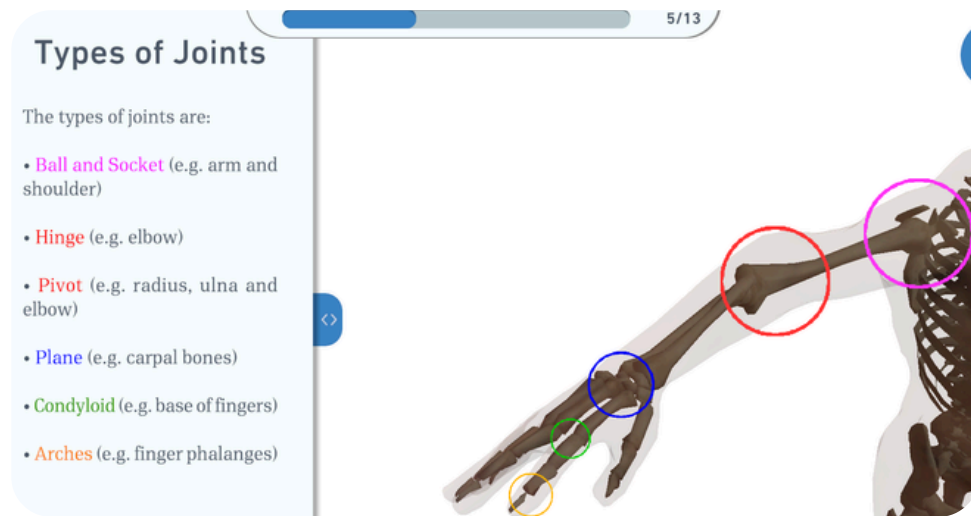 5/13
Types of Joints
The types of joints are:
• Ball and Socket (e.g. arm and
shoulder)
• Hinge (e.g. elbow)
• Pivot (e.g. radius, ulna and
elbow)
• Plane (e.g. carpal bones)
• Condyloid (e.g. base of fingers)
• Arches (e.g. finger phalanges)